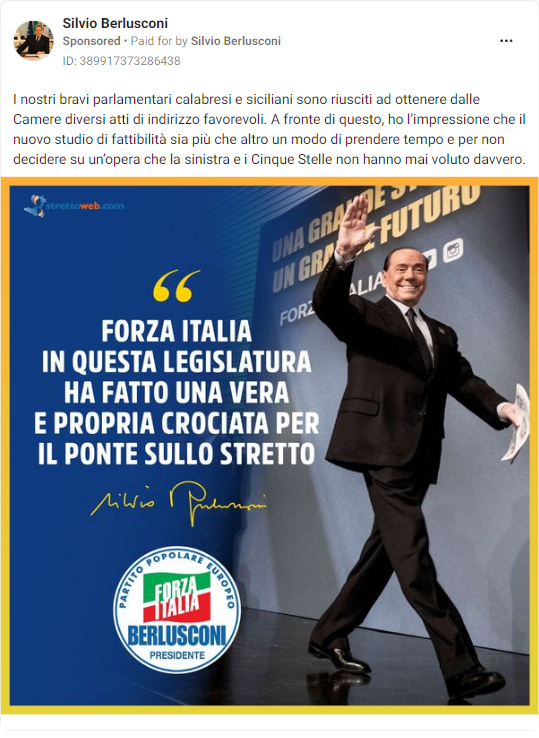 Silvio Berlusconi
Sponsored • Paid for by Silvio Berlusconi
ID: 389917373286438
I nostri bravi parlamentari calabresi e siciliani sono riusciti ad ottenere dalle
Camere diversi atti di indirizzo favorevoli. A fronte di questo, ho l’impressione che il
nuovo studio di fattibilità sia più che altro un modo di prendere tempo e per non
decidere su un’opera che la sinistra e i Cinque Stelle non hanno mai voluto davvero.
strettoweb.com
UNA GRANDE ST
UN GRANDE FUTURO
FORZ ITALIA
“
FORZA ITALIA
IN QUESTA LEGISLATURA
HA FATTO UNA VERA
E PROPRIA CROCIATA PER
IL PONTE SULLO STRETTO
Silvio Berlusconi
PARTITO POPOLARE EUROPEO
FORZA
ITALIA
BERLUSCONI
PRESIDENTE